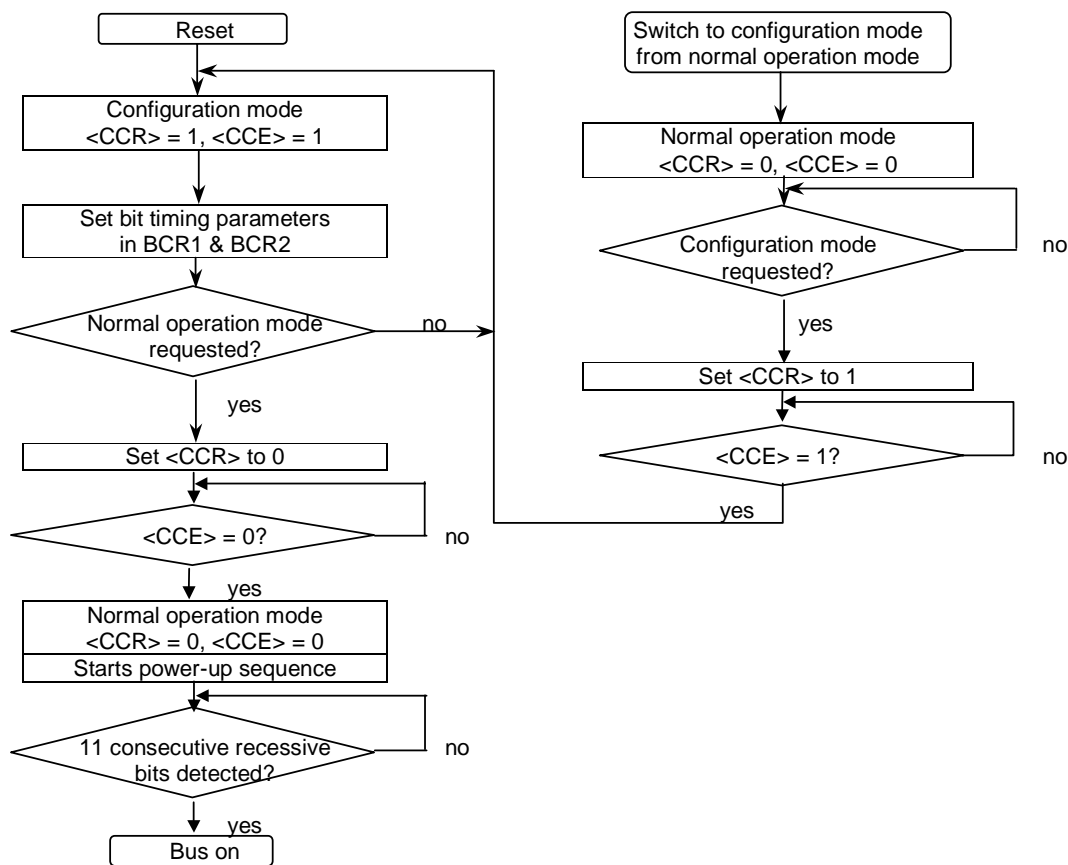 Reset
Configuration mode
<CCR> = 1, <CCE> = 1
Set bit timing parameters
in BCR1 & BCR2
Normal operation mode
requested?
no
yes
Set <CCR> to 0
<CCE> = 0?
no
yes
Normal operation mode
<CCR> = 0, <CCE> = 0
Starts power-up sequence
11 consecutive recessive
bits detected?
no
yes
Bus on
Switch to configuration mode
from normal operation mode
Normal operation mode
<CCR> = 0, <CCE> = 0
Configuration mode
requested?
no
yes
Set <CCR> to 1
<CCE> = 1?
no
yes